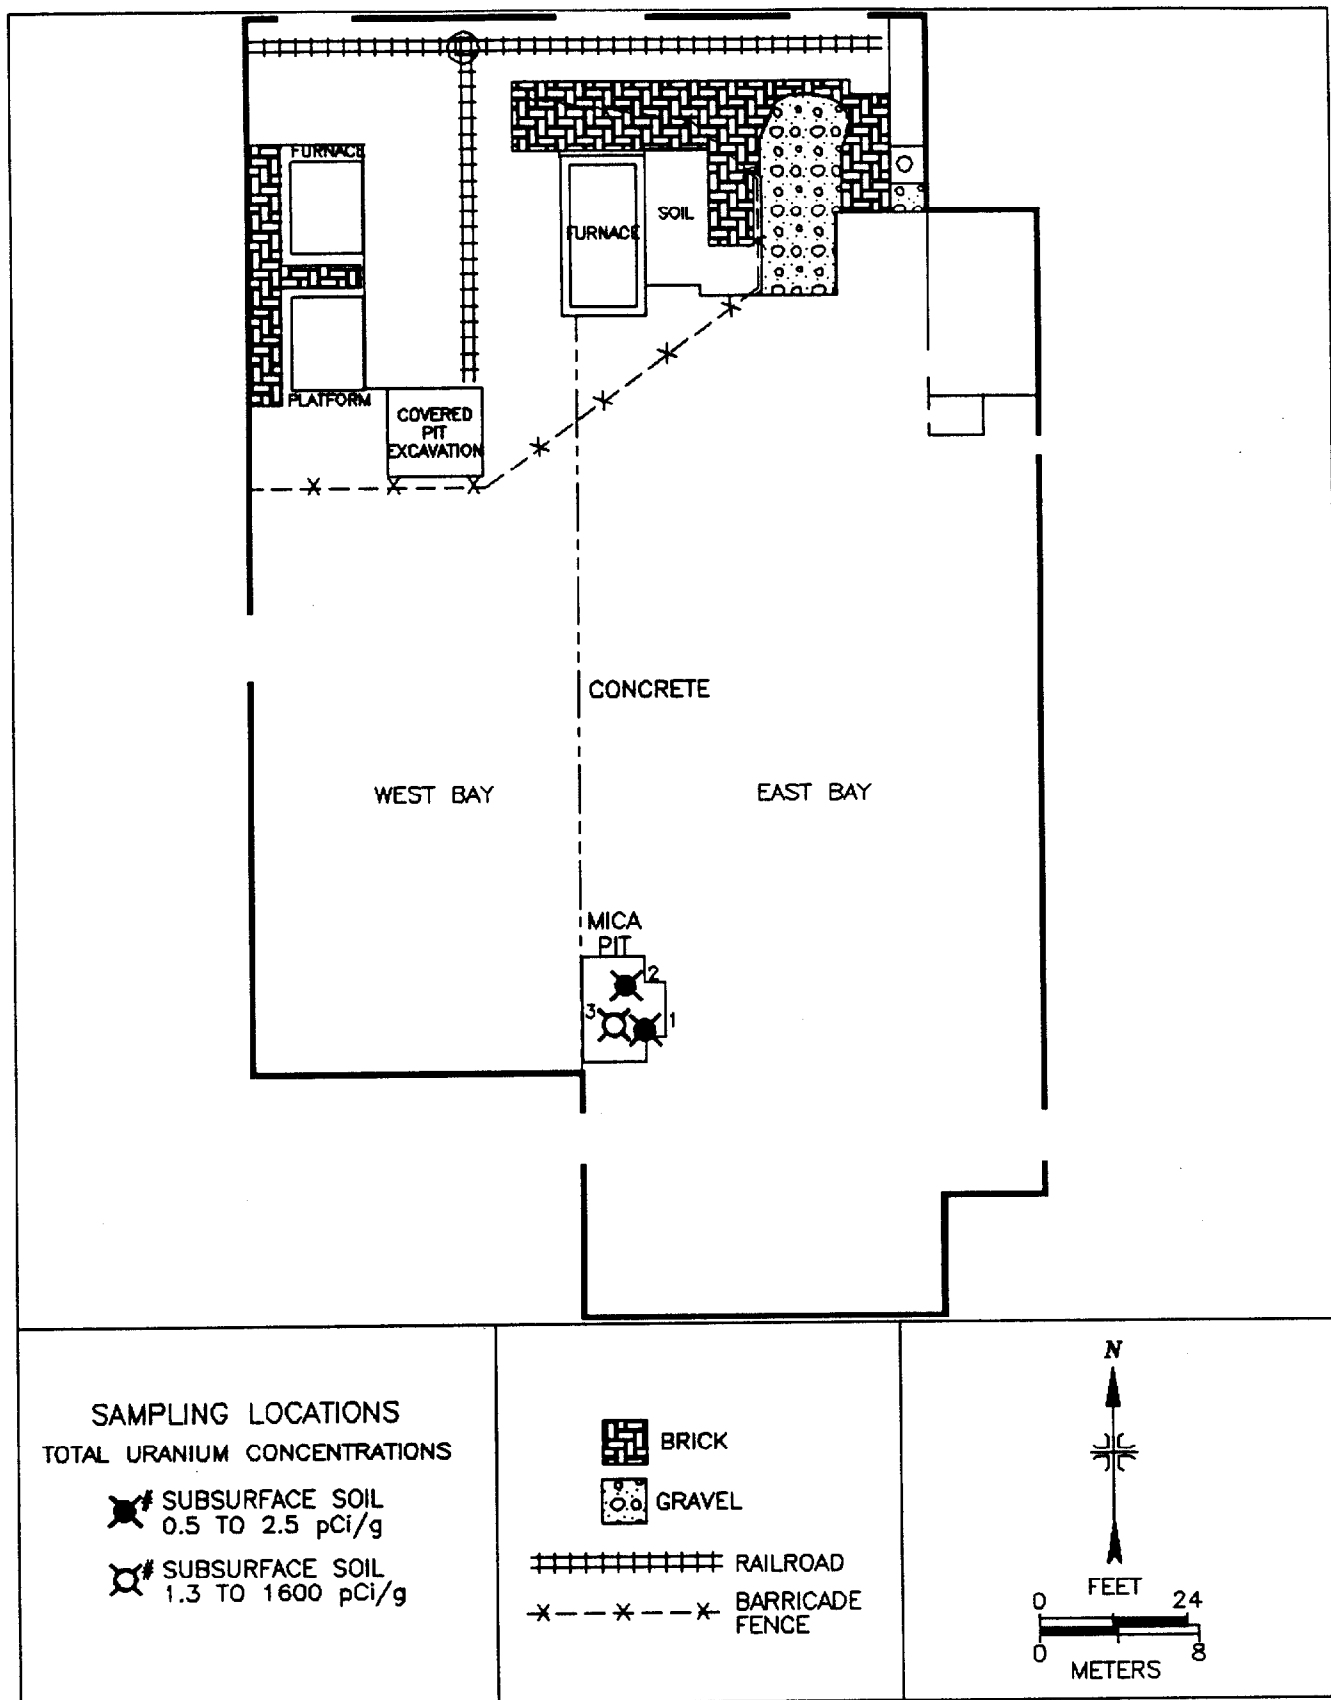 FURNACE
SOIL
FURNACE
PLATFORM
COVERED
PIT
EXCAVATION
CONCRETE
WEST BAY
EAST BAY
MICA
PIT
2
3
1
SAMPLING LOCATIONS
TOTAL URANIUM CONCENTRATIONS
# SUBSURFACE SOIL
0.5 TO 2.5 pCi/g
# SUBSURFACE SOIL
1.3 TO 1600 pCi/g
BRICK
GRAVEL
RAILROAD
BARRICADE
FENCE
N
FEET
0 24
0 8
METERS